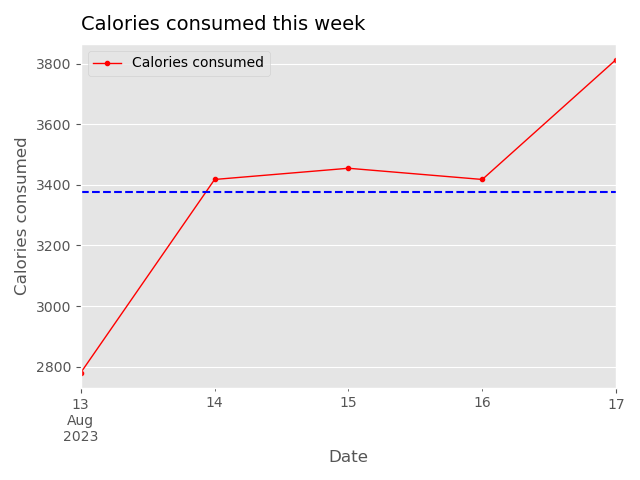 Calories consumed this week
Calories consumed
3800
3600
3400
3200
3000
2800
Calories consumed
13
Aug
2023
14
15
16
17
Date